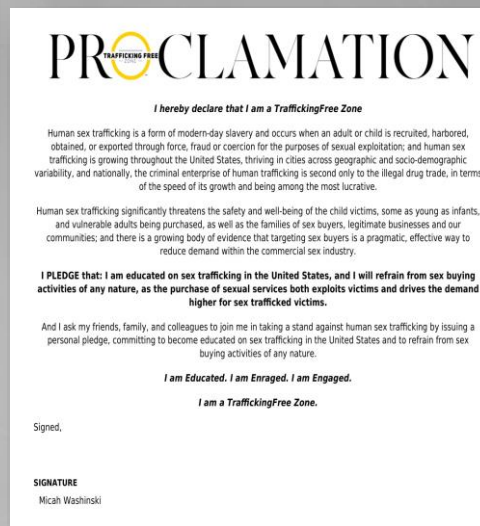 PROCLAMATION
TRAFFICKING FREE
ZONE
I hereby declare that I am a TraffickingFree Zone
Human sex trafficking is a form of modern-day slavery and occurs when an adult or child is recruited, harbored,
obtained, or exported through force, fraud or coercion for the purposes of sexual exploitation; and human sex
trafficking is growing throughout the United States, thriving in cities across geographic and socio-demographic
variability, and nationally, the criminal enterprise of human trafficking is second only to the illegal drug trade, in terms
of the speed of its growth and being among the most lucrative.
Human sex trafficking significantly threatens the safety and well-being of the child victims, some as young as infants,
and vulnerable adults being purchased, as well as the families of sex buyers, legitimate businesses and our
communities; and there is a growing body of evidence that targeting sex buyers is a pragmatic, effective way to
reduce demand within the commercial sex industry.
I PLEDGE that: I am educated on sex trafficking in the United States, and I will refrain from sex buying
activities of any nature, as the purchase of sexual services both exploits victims and drives the demand
higher for sex trafficked victims.
And I ask my friends, family, and colleagues to join me in taking a stand against human sex trafficking by issuing a
personal pledge, committing to become educated on sex trafficking in the United States and to refrain from sex
buying activities of any nature.
I am Educated. I am Enraged. I am Engaged.
I am a TraffickingFree Zone.
Signed,
SIGNATURE
Micah Washinski